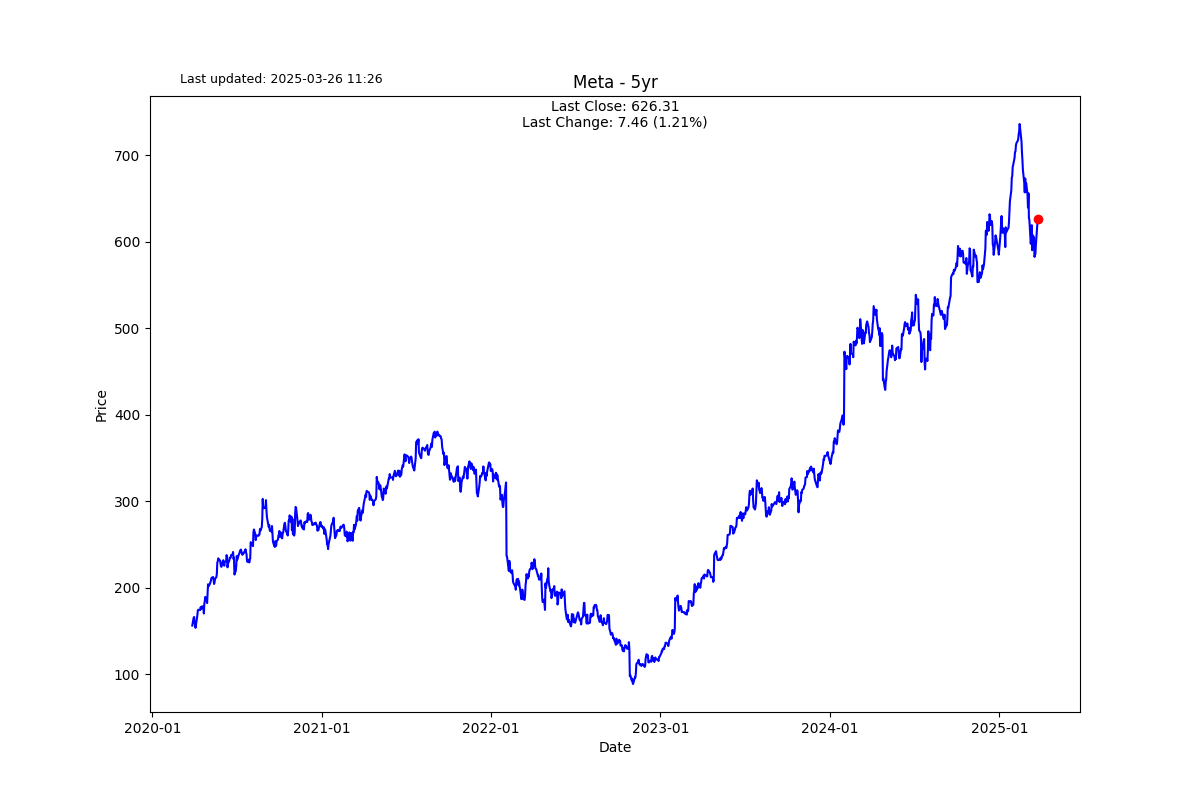 Last updated: 2025-03-26 11:26
Meta - 5yr
Last Close: 626.31
Last Change: 7.46 (1.21%)
700
600
500
400
300
200
100
Price
2020-01
2021-01
2022-01
2023-01
2024-01
2025-01
Date